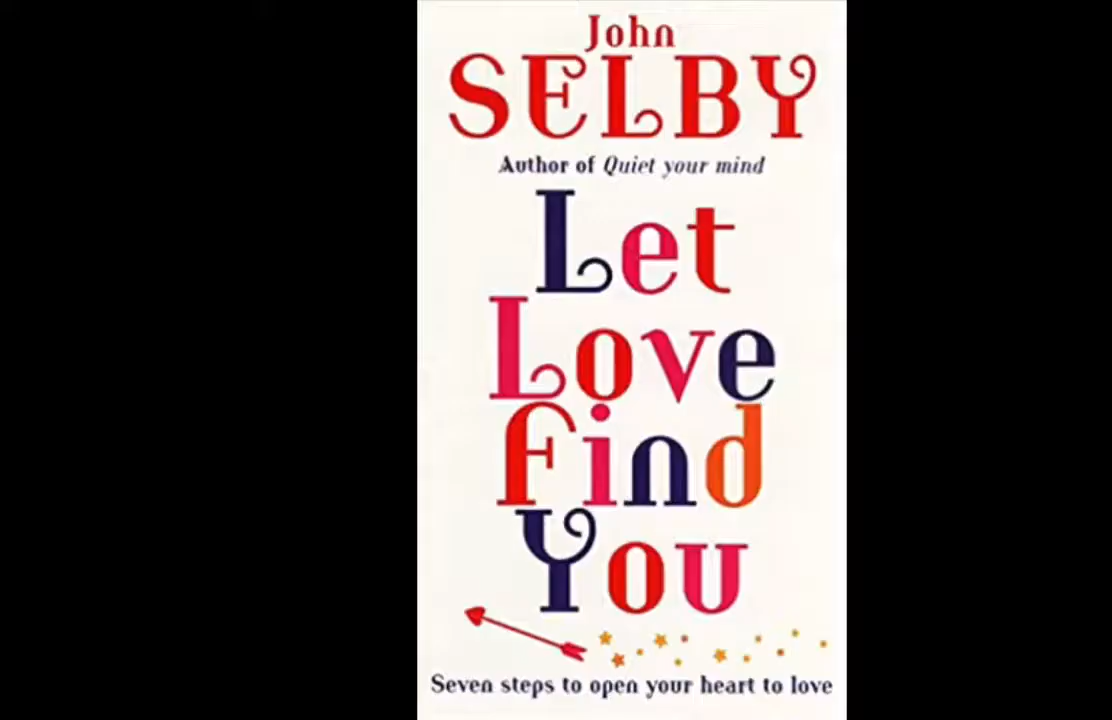 John
SELBY
Author of Quiet your mind
Let
Love
Find
You
Seven steps to open your heart to love